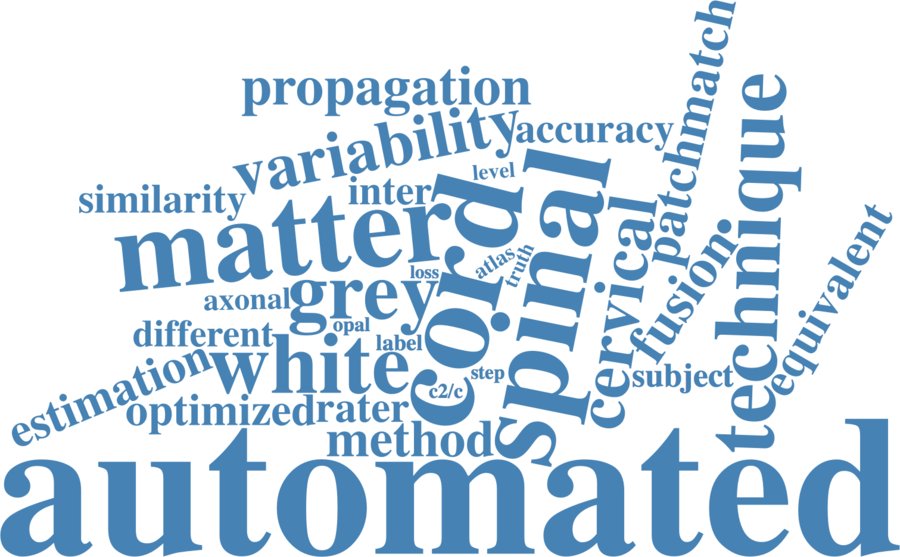 patchmatch
propagation
variability
accuracy
technique
level
similarity
inter
matter
cord
spinal
cervical
equivalent
fusion
atlas
truth
loss
axonal
grey
opal
different
label
white
step
subject
c2/c
estimation
optimized
rater
method
automated